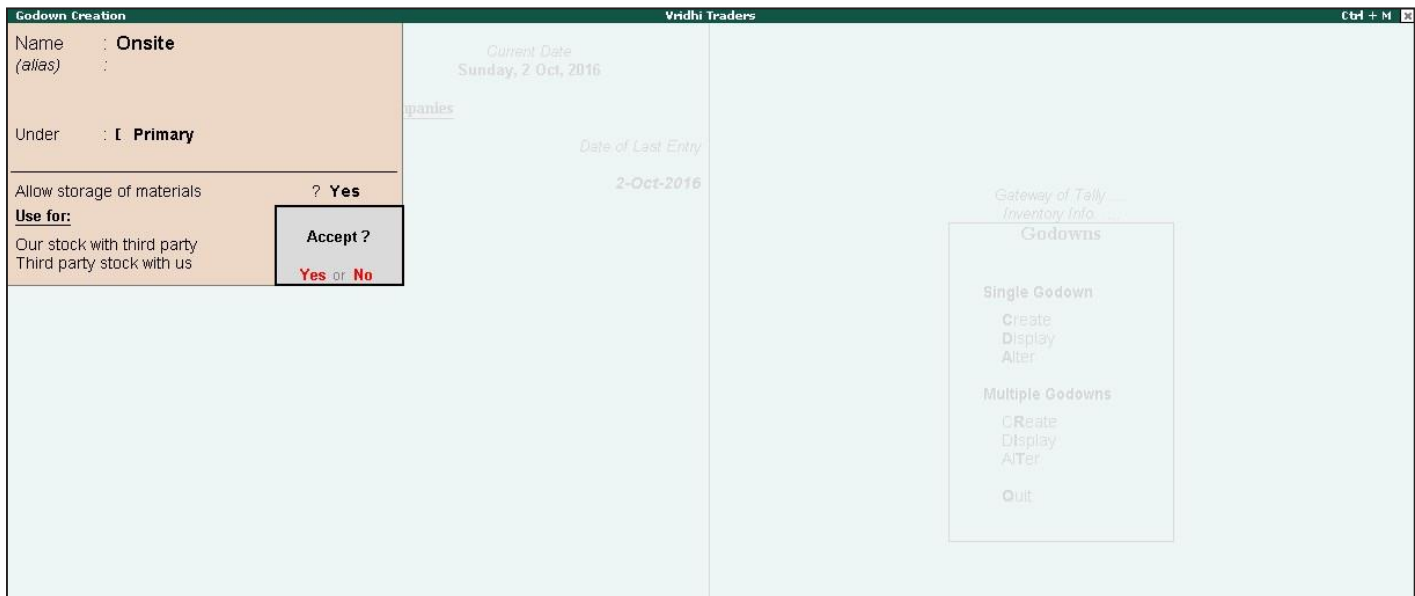 Godown Creation Vridhi Traders Ctrl + M
Name : Onsite
(alias) :
Under : [ Primary
Allow storage of materials ? Yes
Use for:
Our stock with third party
Third party stock with us
Accept ?
Yes or No
Current Date
Sunday, 2 Oct, 2016
mpanies
Date of Last Entry
2-Oct-2016
Gateway of Tally.....
Inventory Info.
Godowns
Single Godown
Create
Display
Alter
Multiple Godowns
CReate
DIsplay
AlTer
Quit